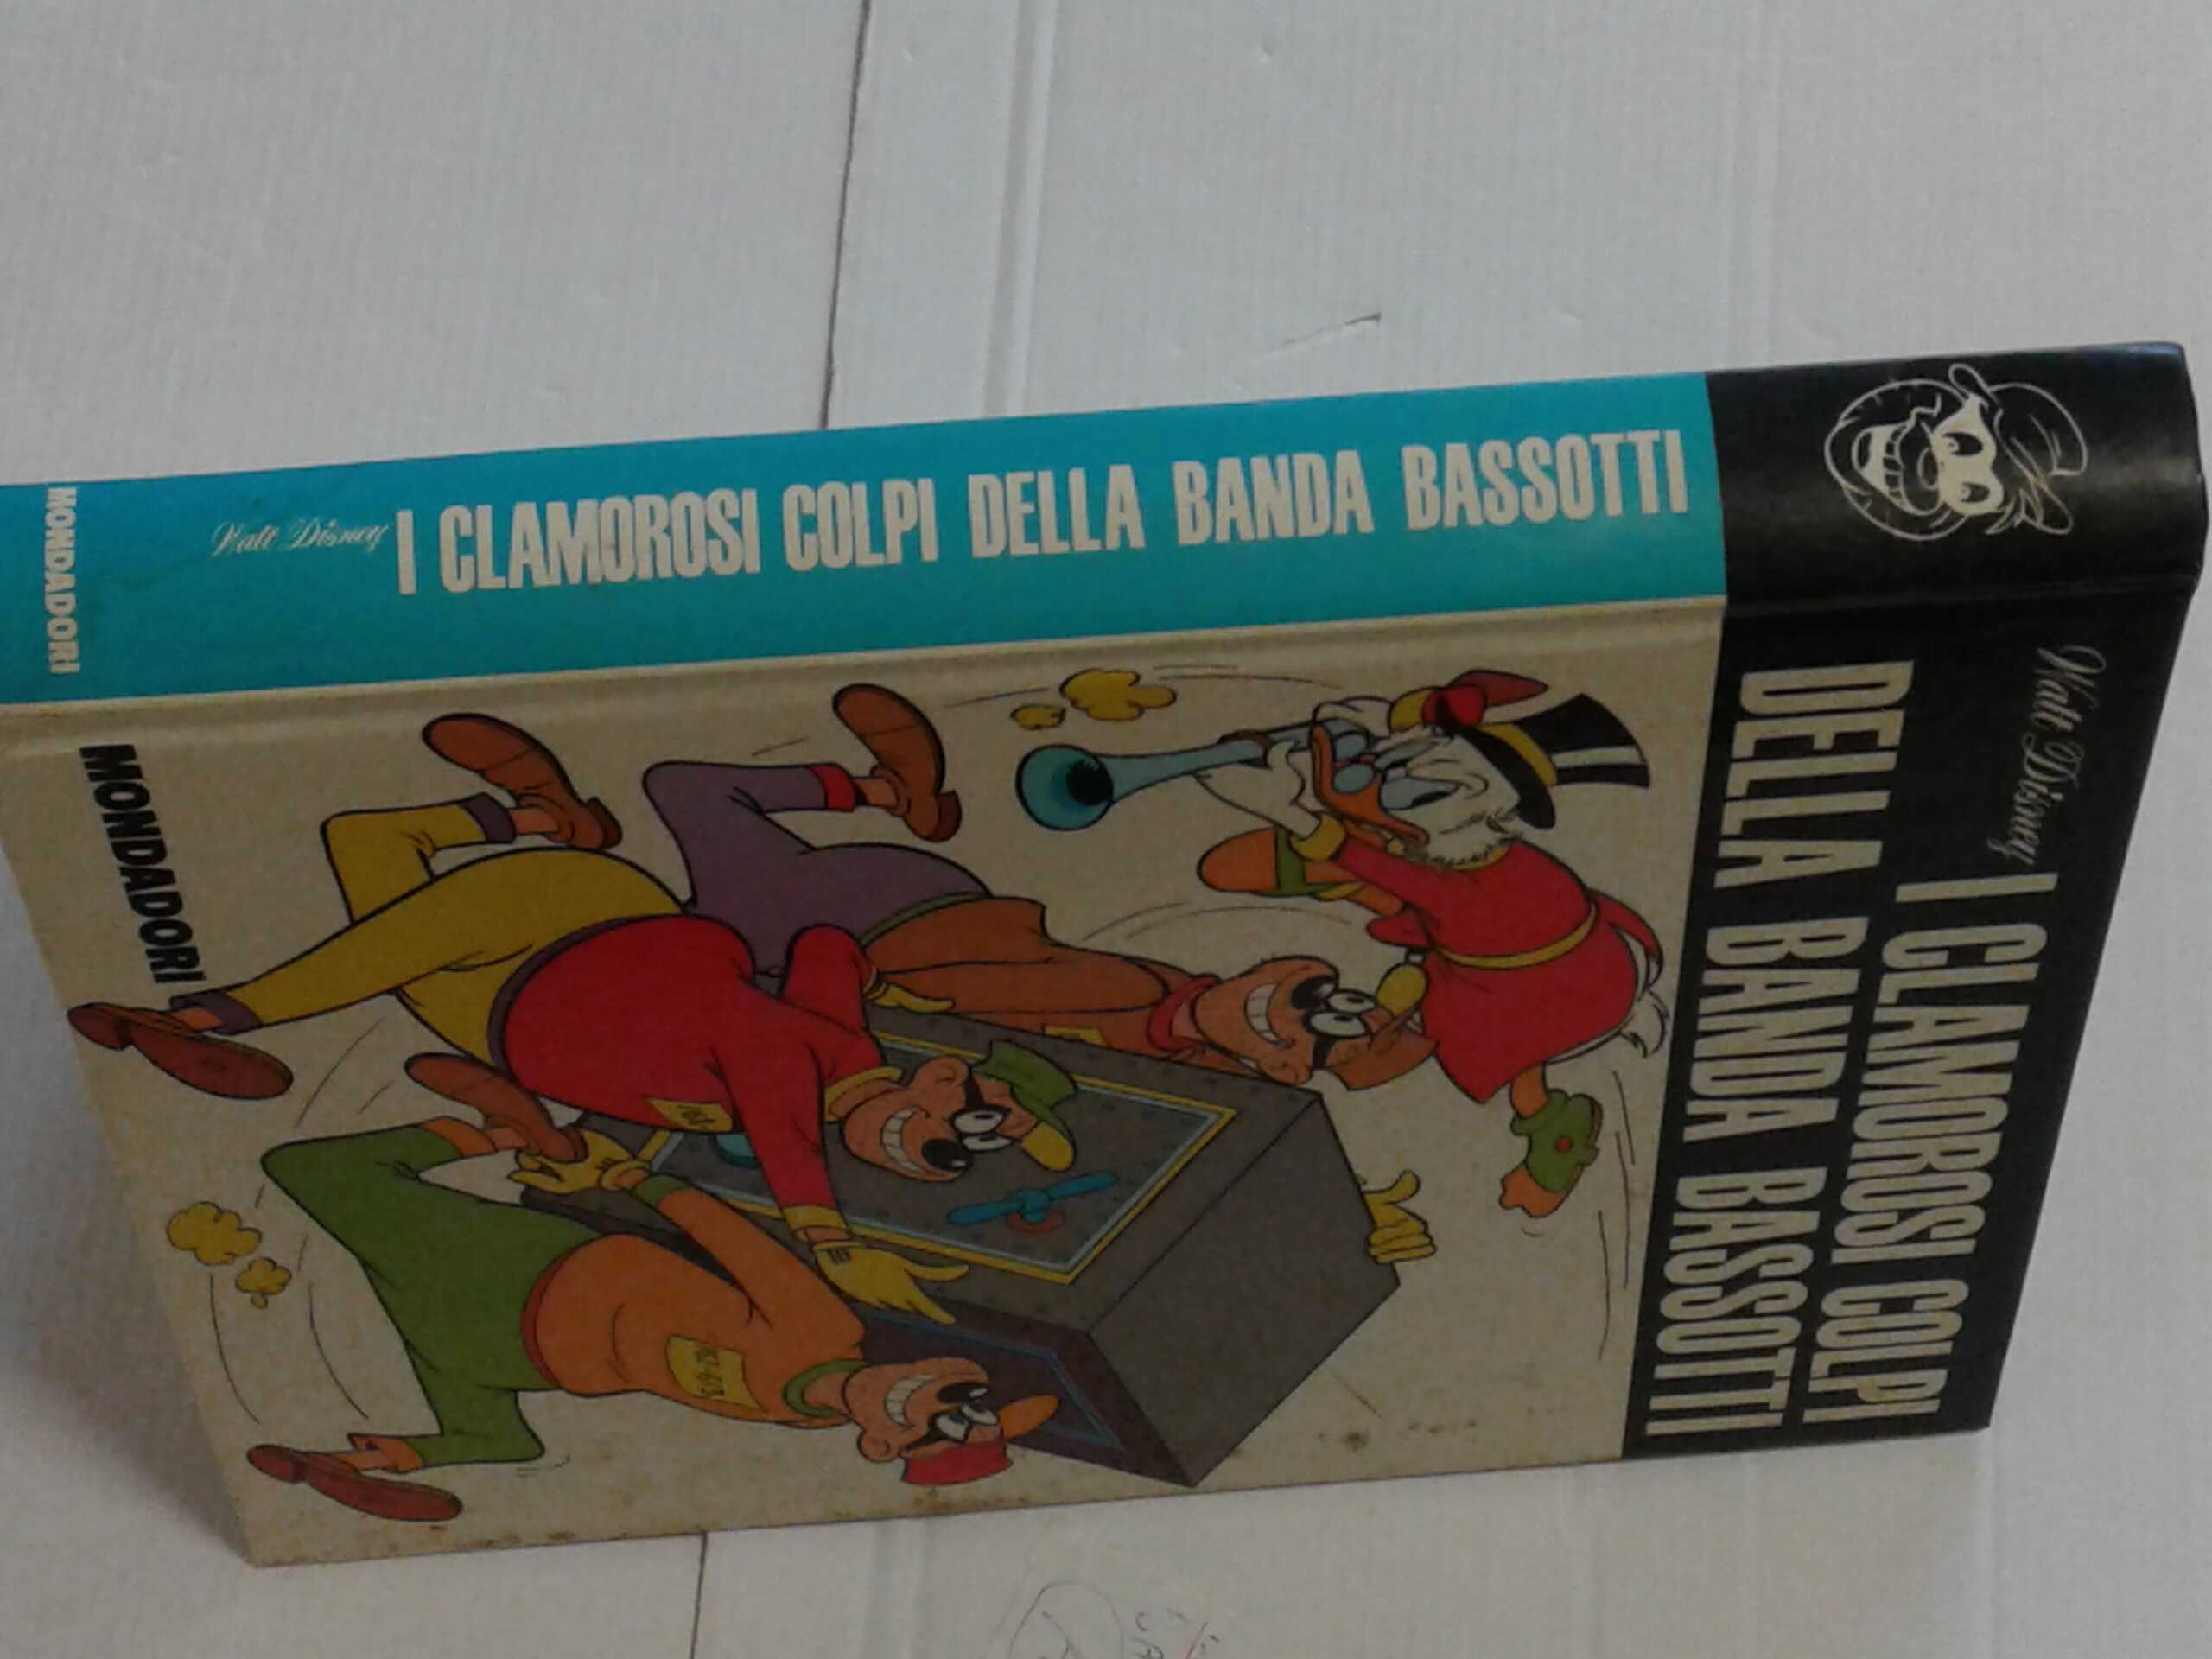 Walt Disney
I CLAMOROSI COLPI DELLA BANDA BASSOTTI
MONDADORI
Walt Disney
I CLAMOROSI COLPI
DELLA BANDA BASSOTTI
MONDADORI